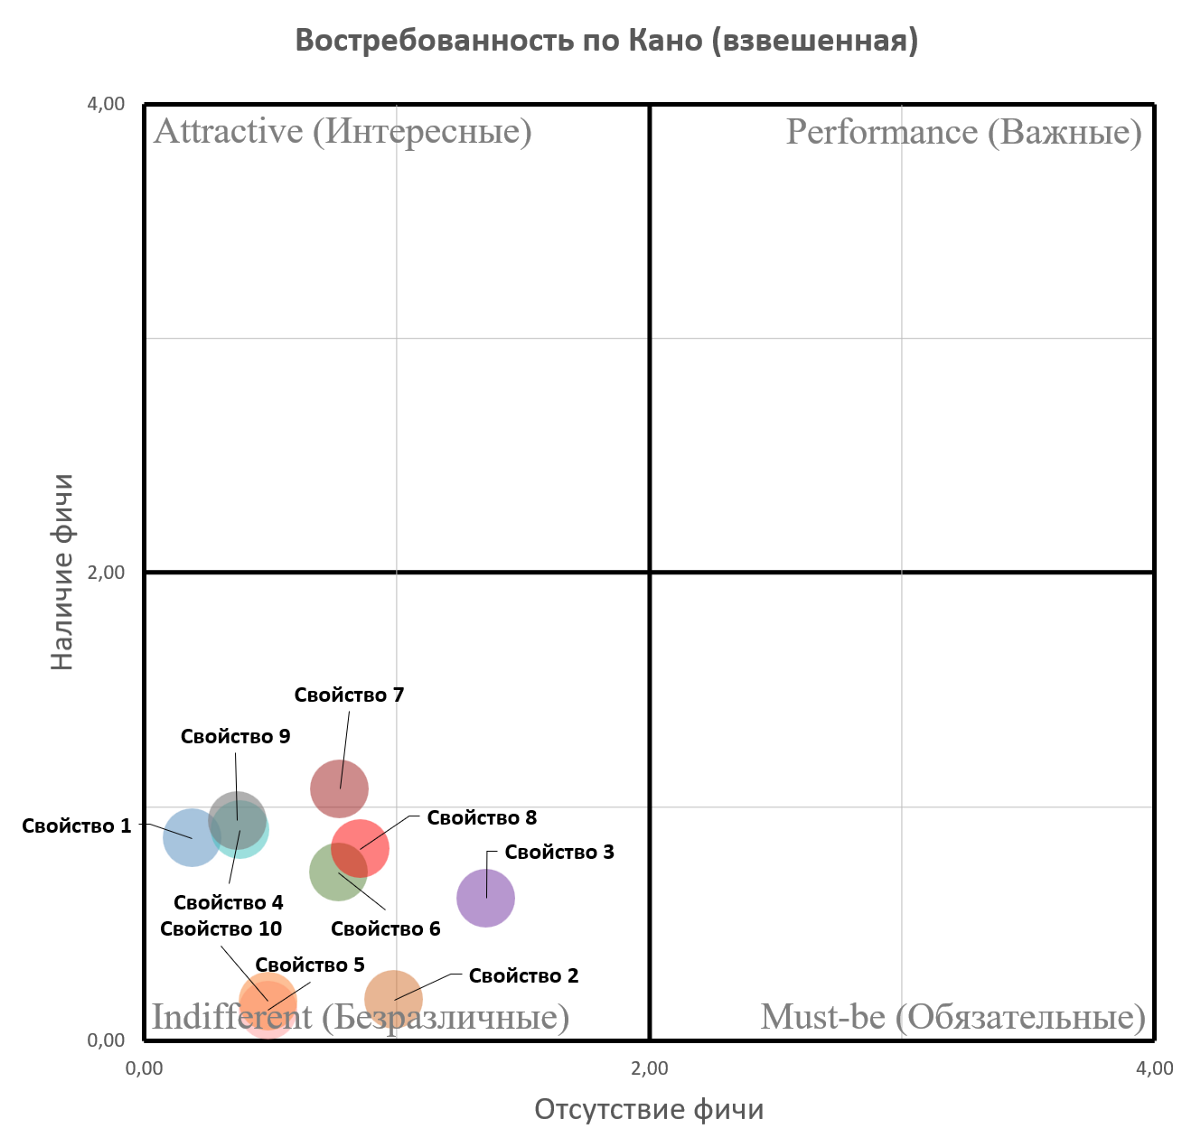 Востребованность по Кано (взвешенная)
4,00
Attractive (Интересные)
Performance (Важные)
Наличие фичи
2,00
Свойство 7
Свойство 9
Свойство 1
Свойство 8
Свойство 3
Свойство 4
Свойство 10
Свойство 6
Свойство 5
Свойство 2
Indifferent (Безразличные)
Must-be (Обязательные)
0,00
0,00
2,00
4,00
Отсутствие фичи